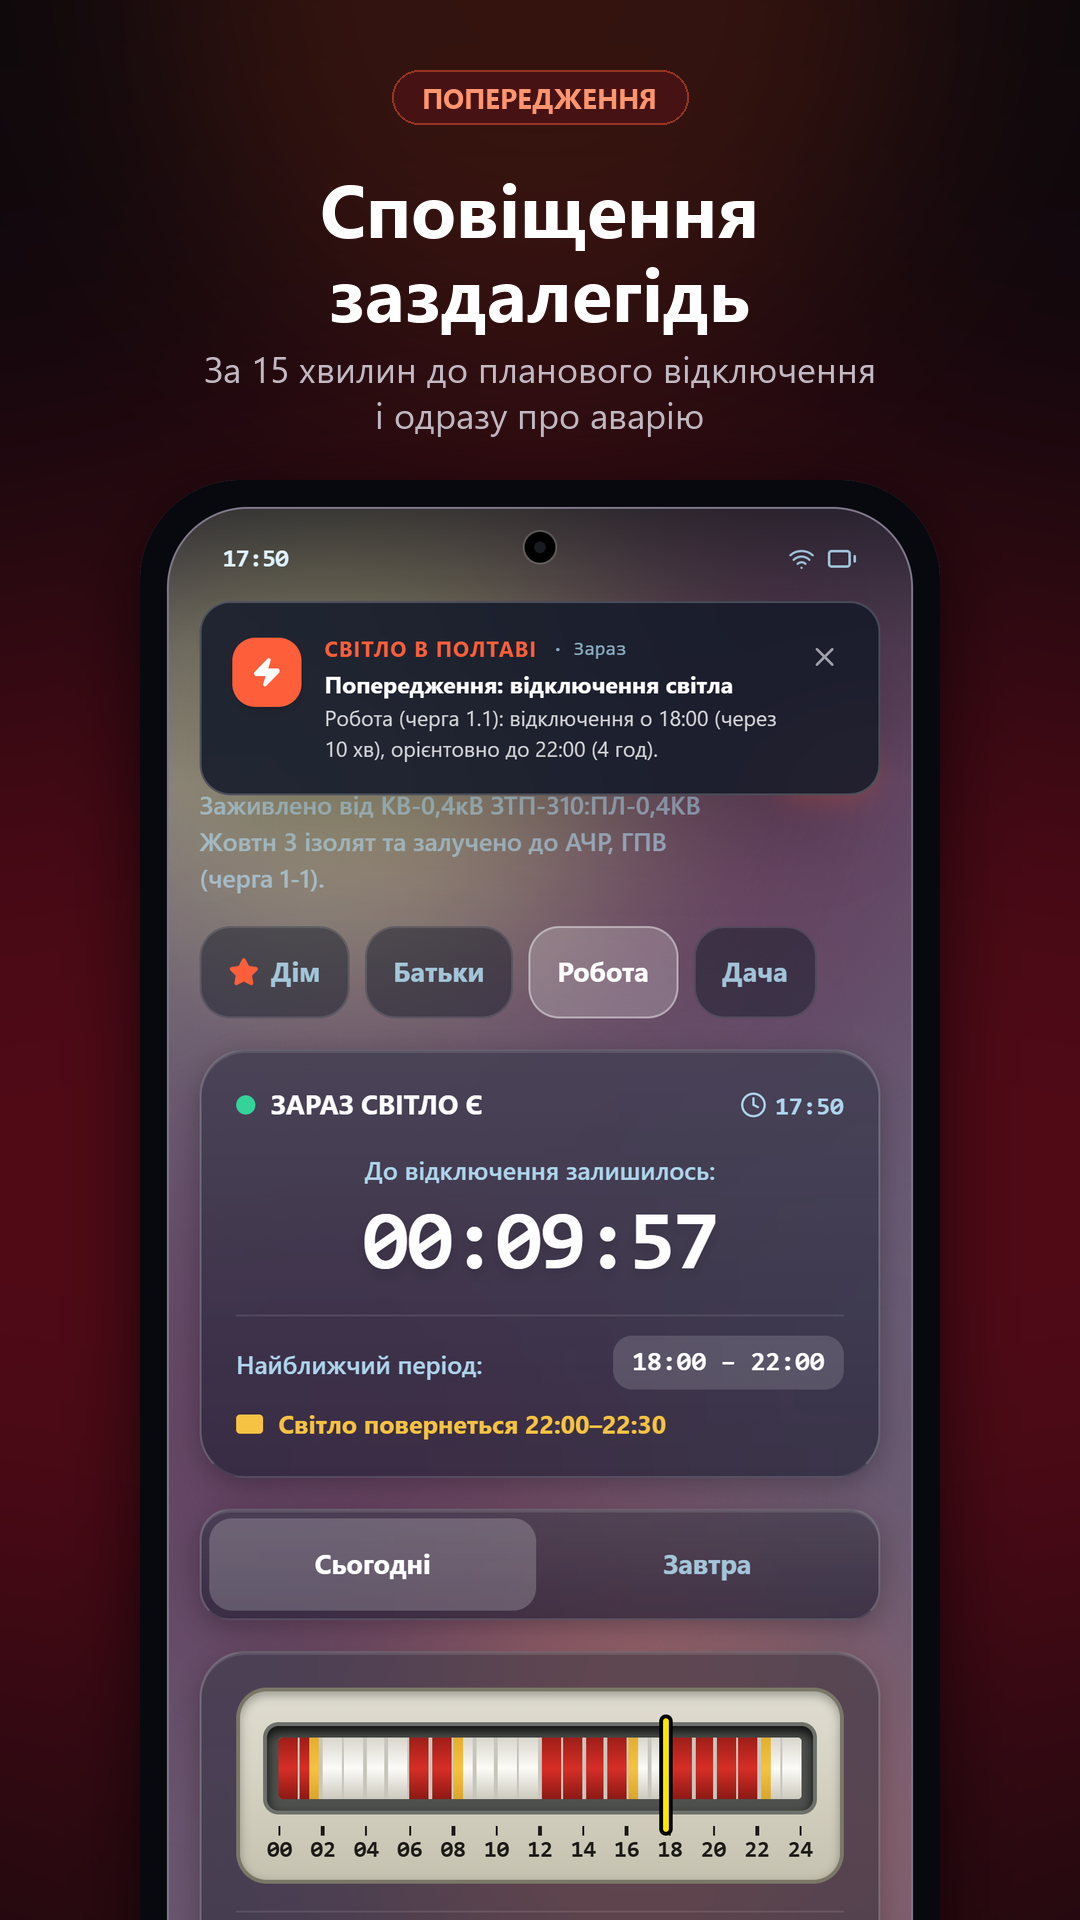 ПОПЕРЕДЖЕННЯ
Сповіщення
заздалегідь
За 15 хвилин до планового відключення
і одразу про аварію
17:50
СВІТЛО В ПОЛТАВІ · Зараз
Попередження: відключення світла
Робота (черга 1.1): відключення о 18:00 (через
10 хв), орієнтовно до 22:00 (4 год).
Заживлено від КВ-0,4кВ ЗТП-310:ПЛ-0,4КВ
Жовтн 3 ізолят та залучено до АЧР, ГПВ
(черга 1-1).
Дім Батьки Робота Дача
ЗАРАЗ СВІТЛО Є 17:50
До відключення залишилось:
00:09:57
Найближчий період: 18:00 – 22:00
Світло повернеться 22:00–22:30
Сьогодні Завтра
00 02 04 06 08 10 12 14 16 18 20 22 24